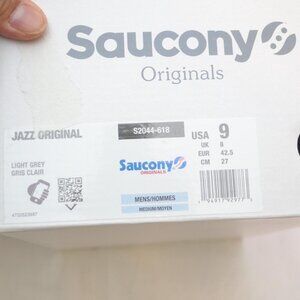 Saucony
Originals
JAZZ ORIGINAL
S2044-618
USA 9
UK 8
EUR 42.5
CM 27
LIGHT GREY
GRIS CLAIR
Saucony
ORIGINALS
MENS/HOMMES
MEDIUM/MOYEN